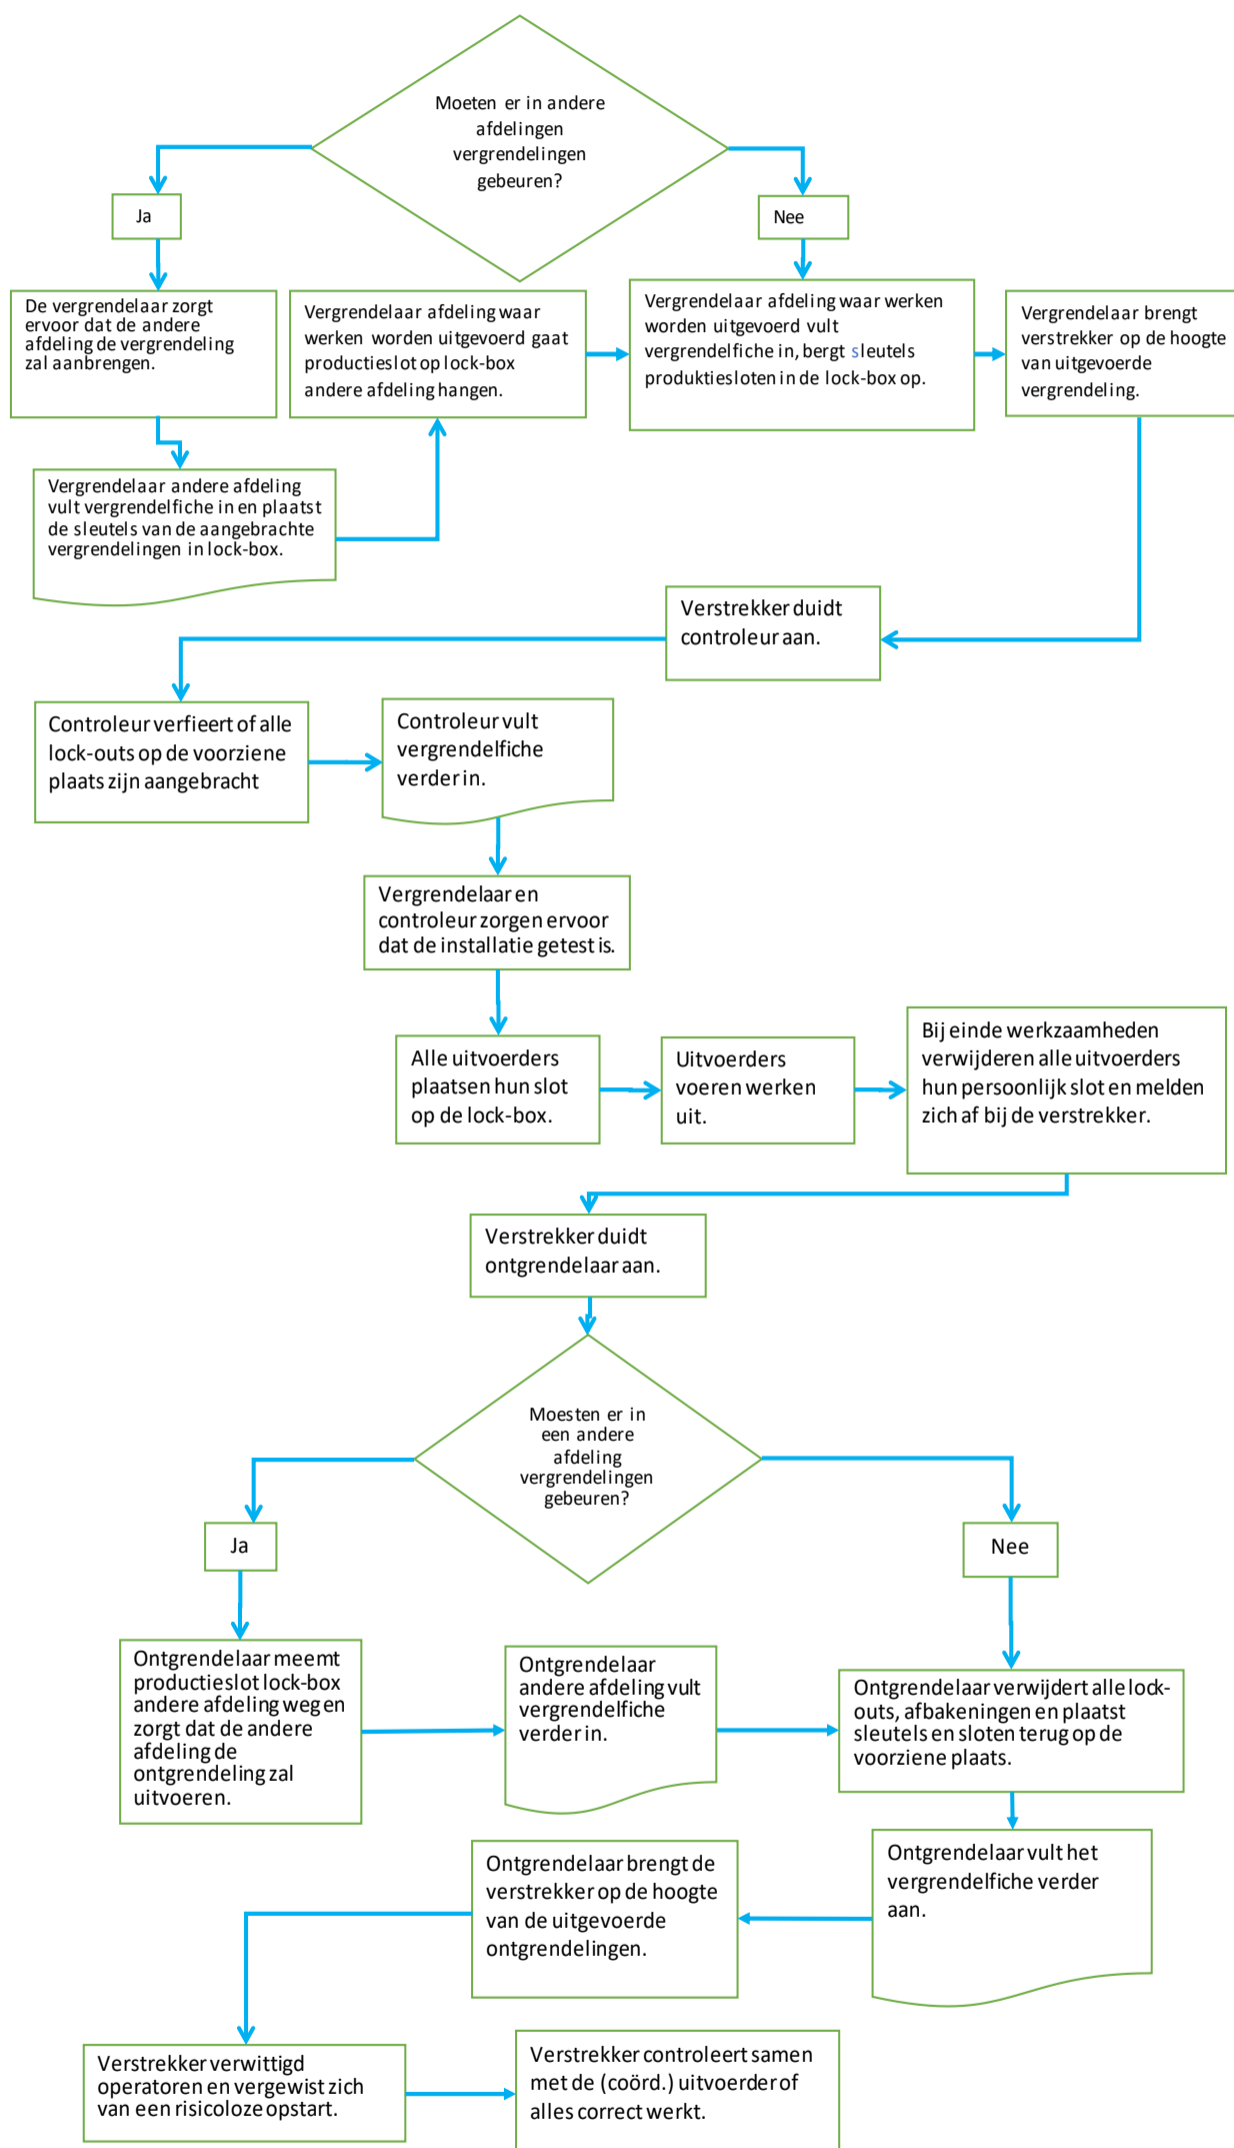 Moeten er in andere
afdelingen
vergrendelingen
gebeuren?
Ja
Nee
De vergrendelaar zorgt
ervoor dat de andere
afdeling de vergrendeling
zal aanbrengen.
Vergrendelaar afdeling waar
werken worden uitgevoerd gaat
productieslot op lock-box
andere afdeling hangen.
Vergrendelaar afdeling waar werken
worden uitgevoerd vult
vergrendelfiche in, bergt sleutels
produktiesloten in de lock-box op.
Vergrendelaar brengt
verstrekker op de hoogte
van uitgevoerde
vergrendeling.
Vergrendelaar andere afdeling
vult vergrendelfiche in en plaatst
de sleutels van de aangebrachte
vergrendelingen in lock-box.
Verstrekker duidt
controleur aan.
Controleur verfieert of alle
lock-outs op de voorziene
plaats zijn aangebracht
Controleur vult
vergrendelfiche
verder in.
Vergrendelaar en
controleur zorgen ervoor
dat de installatie getest is.
Alle uitvoerders
plaatsen hun slot
op de lock-box.
Uitvoerders
voeren werken
uit.
Bij einde werkzaamheden
verwijderen alle uitvoerders
hun persoonlijk slot en melden
zich af bij de verstrekker.
Verstrekker duidt
ontgrendelaar aan.
Moesten er in
een andere
afdeling
vergrendelingen
gebeuren?
Ja
Nee
Ontgrendelaar meemt
productieslot lock-box
andere afdeling weg en
zorgt dat de andere
afdeling de
ontgrendeling zal
uitvoeren.
Ontgrendelaar
andere afdeling vult
vergrendelfiche
verder in.
Ontgrendelaar verwijdert alle lock-
outs, afbakeningen en plaatst
sleutels en sloten terug op de
voorziene plaats.
Ontgrendelaar vult het
vergrendelfiche verder
aan.
Ontgrendelaar brengt de
verstrekker op de hoogte
van de uitgevoerde
ontgrendelingen.
Verstrekker verwittigd
operatoren en vergewist zich
van een risicoloze opstart.
Verstrekker controleert samen
met de (coörd.) uitvoerder of
alles correct werkt.